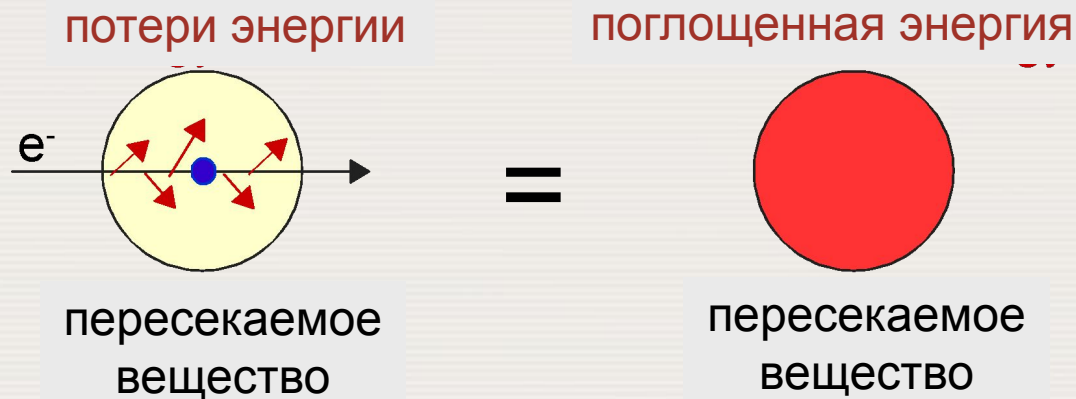 потери энергии
поглощенная энергия
e-
=
пересекаемое
вещество
пересекаемое
вещество